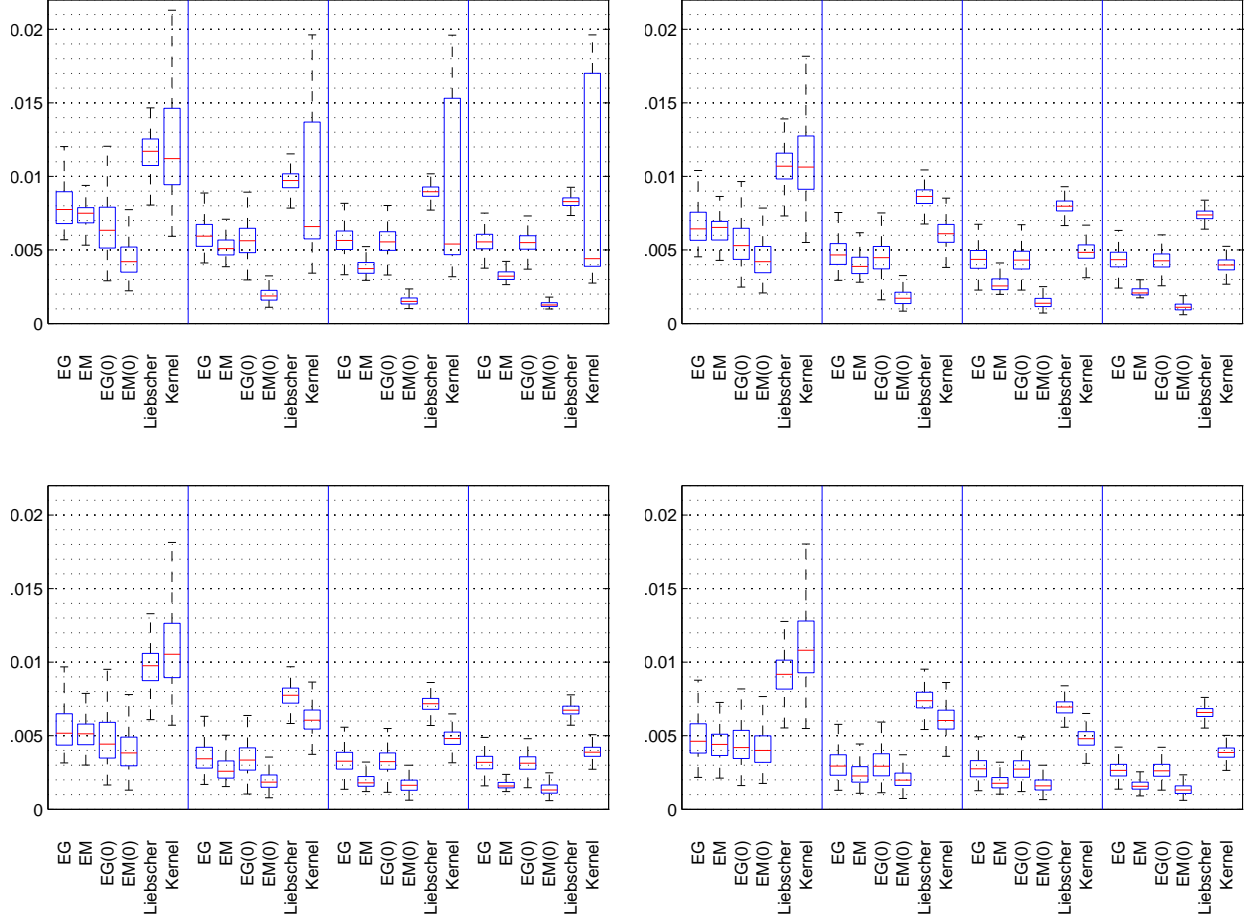 0.02
.015
0.01
.005
0
EG
EM
EG(0)
EM(0)
Liebscher
Kernel
EG
EM
EG(0)
EM(0)
Liebscher
Kernel
EG
EM
EG(0)
EM(0)
Liebscher
Kernel
EG
EM
EG(0)
EM(0)
Liebscher
Kernel
0.02
.015
0.01
.005
0
EG
EM
EG(0)
EM(0)
Liebscher
Kernel
EG
EM
EG(0)
EM(0)
Liebscher
Kernel
EG
EM
EG(0)
EM(0)
Liebscher
Kernel
EG
EM
EG(0)
EM(0)
Liebscher
Kernel
0.02
.015
0.01
.005
0
EG
EM
EG(0)
EM(0)
Liebscher
Kernel
EG
EM
EG(0)
EM(0)
Liebscher
Kernel
EG
EM
EG(0)
EM(0)
Liebscher
Kernel
EG
EM
EG(0)
EM(0)
Liebscher
Kernel
0.02
.015
0.01
.005
0
EG
EM
EG(0)
EM(0)
Liebscher
Kernel
EG
EM
EG(0)
EM(0)
Liebscher
Kernel
EG
EM
EG(0)
EM(0)
Liebscher
Kernel
EG
EM
EG(0)
EM(0)
Liebscher
Kernel